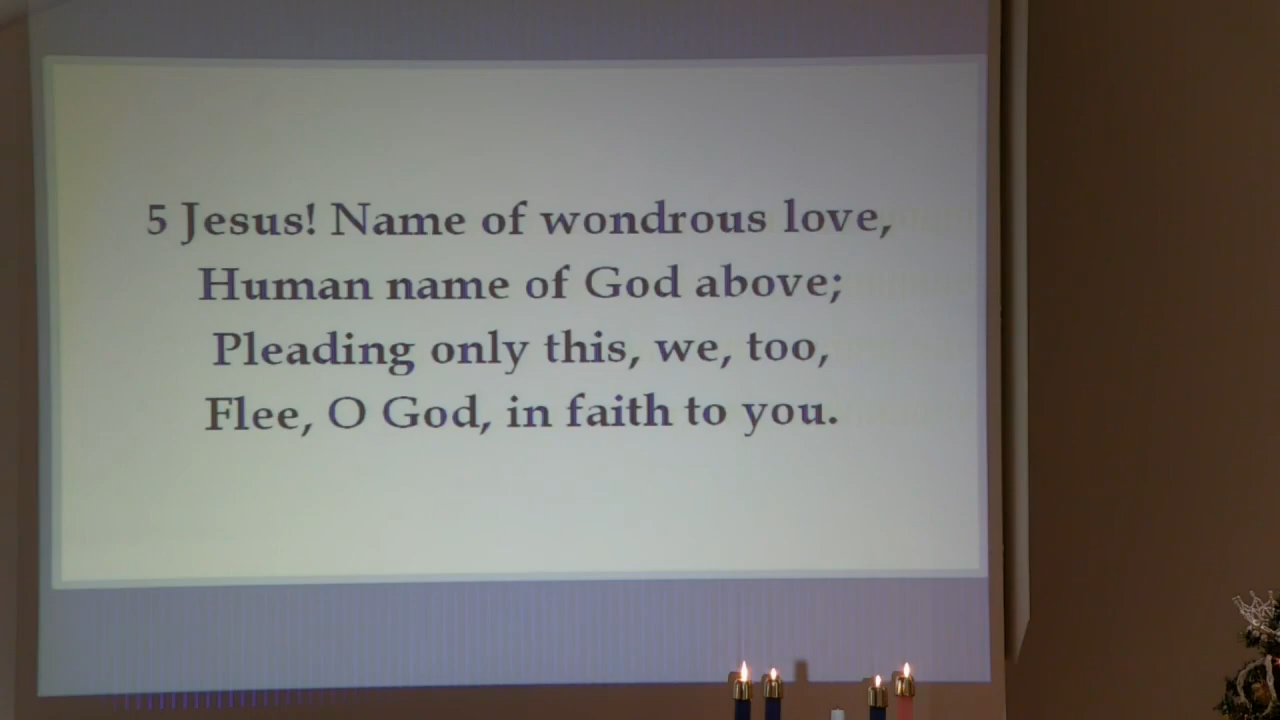 5 Jesus! Name of wondrous love,
Human name of God above;
Pleading only this, we, too,
Flee, O God, in faith to you.